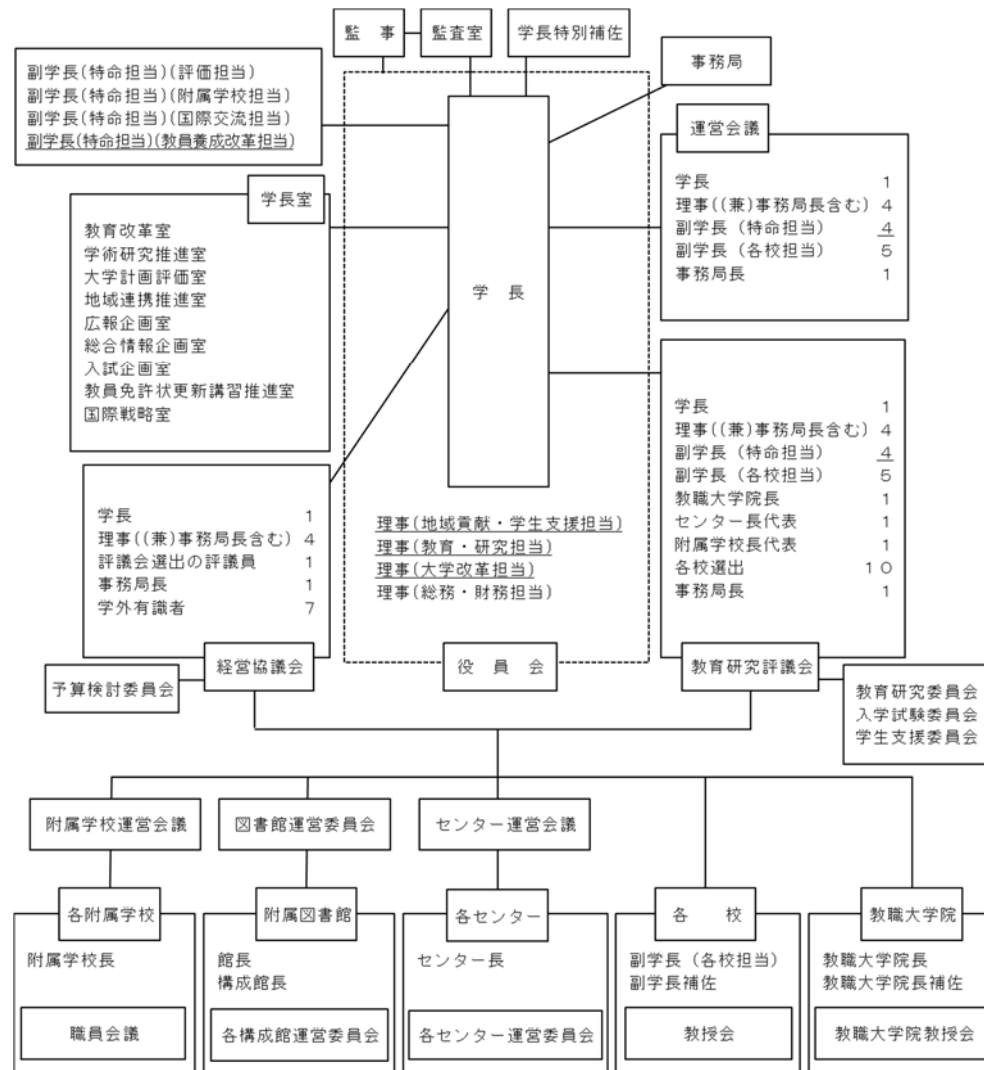 監　事
監査室
学長特別補佐
事務局
副学長(特命担当)(評価担当)
副学長(特命担当)(附属学校担当)
副学長(特命担当)(国際交流担当)
副学長(特命担当)(教員養成改革担当)
学長室
教育改革室
学術研究推進室
大学計画評価室
地域連携推進室
広報企画室
総合情報企画室
入試企画室
教員免許状更新講習推進室
国際戦略室
学　長
運営会議
学長　1
理事((兼)事務局長含む)　4
副学長（特命担当）　4
副学長（各校担当）　5
事務局長　1
学長　1
理事((兼)事務局長含む)　4
評議会選出の評議員　1
事務局長　1
学外有識者　7
経営協議会
予算検討委員会
理事(地域貢献・学生支援担当)
理事(教育・研究担当)
理事(大学改革担当)
理事(総務・財務担当)
役　員　会
学長　1
理事((兼)事務局長含む)　4
副学長（特命担当）　4
副学長（各校担当）　5
教職大学院長　1
センター長代表　1
附属学校長代表　1
各校選出　１０
事務局長　1
教育研究評議会
教育研究委員会
入学試験委員会
学生支援委員会
附属学校運営会議
図書館運営委員会
センター運営会議
各附属学校
附属学校長
職員会議
附属図書館
館長
構成館長
各構成館運営委員会
各センター
センター長
各センター運営委員会
各　校
副学長（各校担当）
副学長補佐
教授会
教職大学院
教職大学院長
教職大学院長補佐
教職大学院教授会